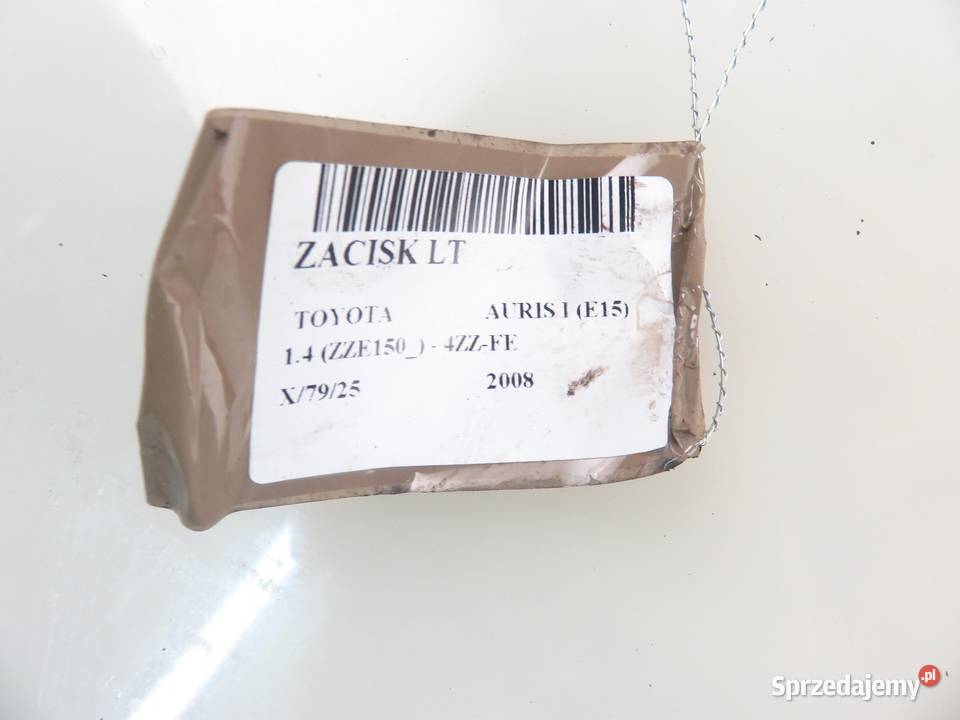 ZACISK LT
TOYOTA AURIS I (E15)
1.4 (ZZE150_) - 4ZZ-FE
X/79/25 2008
Sprzedajemy.pl